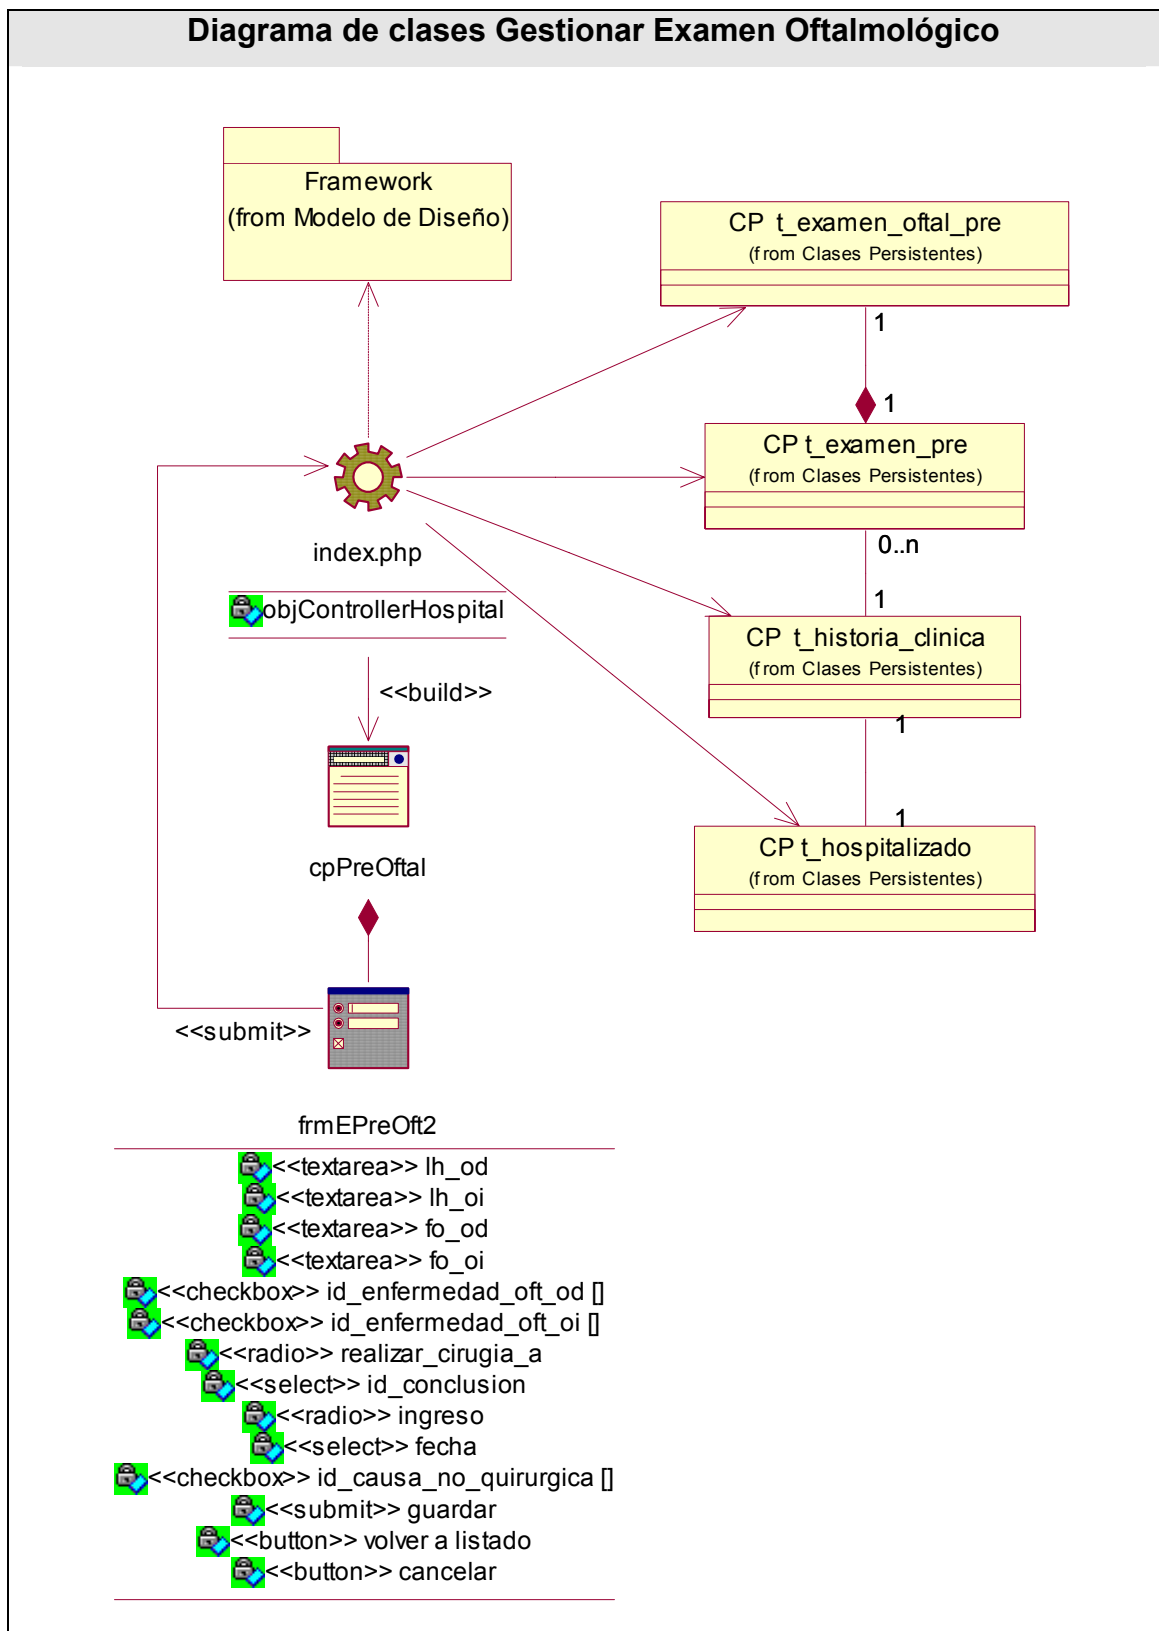 Diagrama de clases Gestionar Examen Oftalmológico
Framework
(from Modelo de Diseño)
CP t_examen_oftal_pre
(from Clases Persistentes)
1
1
CP t_examen_pre
(from Clases Persistentes)
0..n
1
CP t_historia_clinica
(from Clases Persistentes)
1
1
CP t_hospitalizado
(from Clases Persistentes)
index.php
objControllerHospital
<<build>>
cpPreOftal
<<submit>>
frmEPreOft2
<<textarea>> lh_od
<<textarea>> lh_oi
<<textarea>> fo_od
<<textarea>> fo_oi
<<checkbox>> id_enfermedad_oft_od []
<<checkbox>> id_enfermedad_oft_oi []
<<radio>> realizar_cirugia_a
<<select>> id_conclusion
<<radio>> ingreso
<<select>> fecha
<<checkbox>> id_causa_no_quirurgica []
<<submit>> guardar
<<button>> volver a listado
<<button>> cancelar